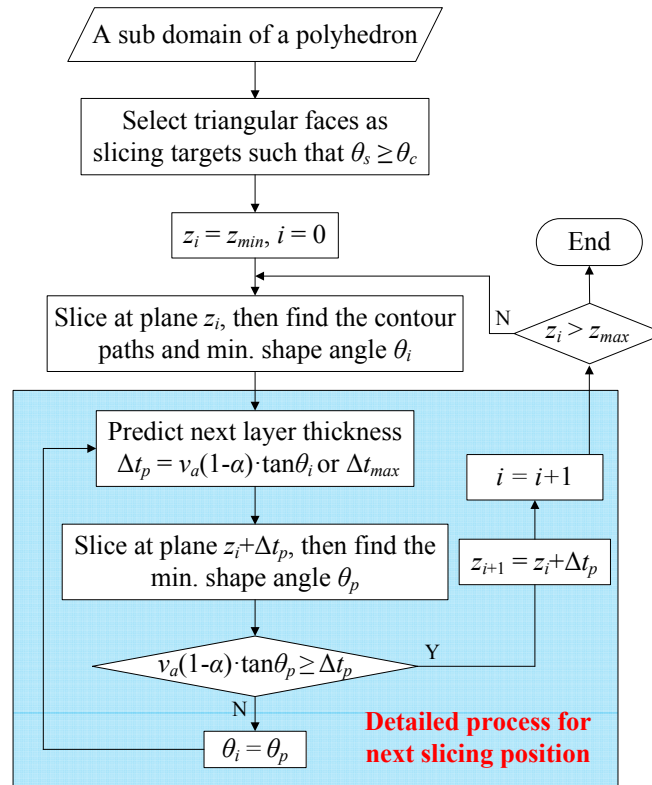 A sub domain of a polyhedron
Select triangular faces as
slicing targets such that θs ≥ θc
zi = zmin, i = 0
Slice at plane zi, then find the contour
paths and min. shape angle θi
Predict next layer thickness
Δtp = va(1-α)·tanθi or Δtmax
Slice at plane zi+Δtp, then find the
min. shape angle θp
va(1-α)·tanθp ≥ Δtp
N
θi = θp
Y
zi+1 = zi+Δtp
i = i+1
zi > zmax
N
End
Detailed process for
next slicing position